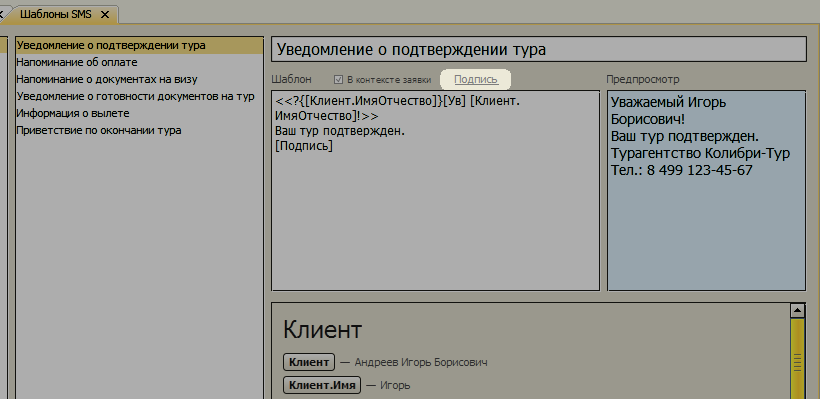 Шаблоны SMS
Уведомление о подтверждении тура
Напоминание об оплате
Напоминание о документах на визу
Уведомление о готовности документов на тур
Информация о вылете
Приветствие по окончании тура
Уведомление о подтверждении тура
Шаблон В контексте заявки Подпись
<<?{[Клиент.ИмяОтчество]}[Ув] [Клиент.
ИмяОтчество]!>>
Ваш тур подтвержден.
[Подпись]
Предпросмотр
Уважаемый Игорь
Борисович!
Ваш тур подтвержден.
Турагентство Колибри-Тур
Тел.: 8 499 123-45-67
Клиент
Клиент — Андреев Игорь Борисович
Клиент.Имя — Игорь